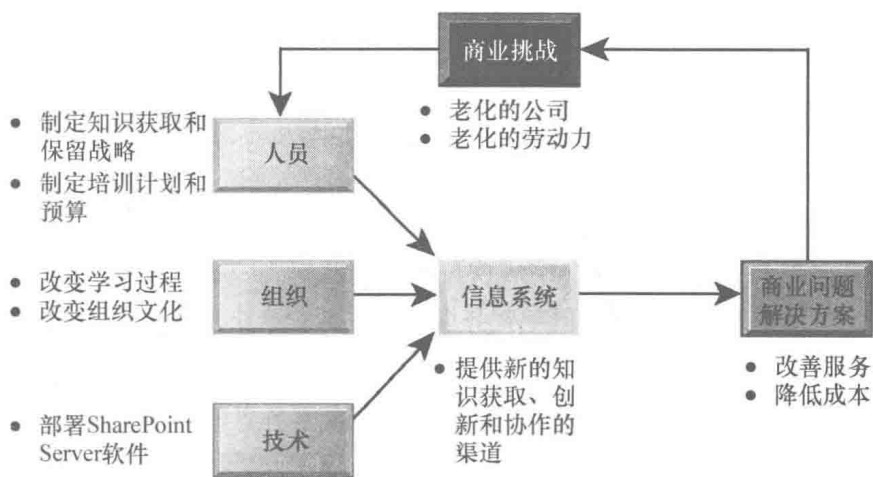 商业挑战
• 老化的公司
• 老化的劳动力
• 制定知识获取和
保留战略
• 制定培训计划和
预算
人员
• 改变学习过程
• 改变组织文化
组织
信息系统
• 提供新的知
识获取、创
新和协作的
渠道
商业问题
解决方案
• 改善服务
• 降低成本
• 部署SharePoint
Server软件
技术